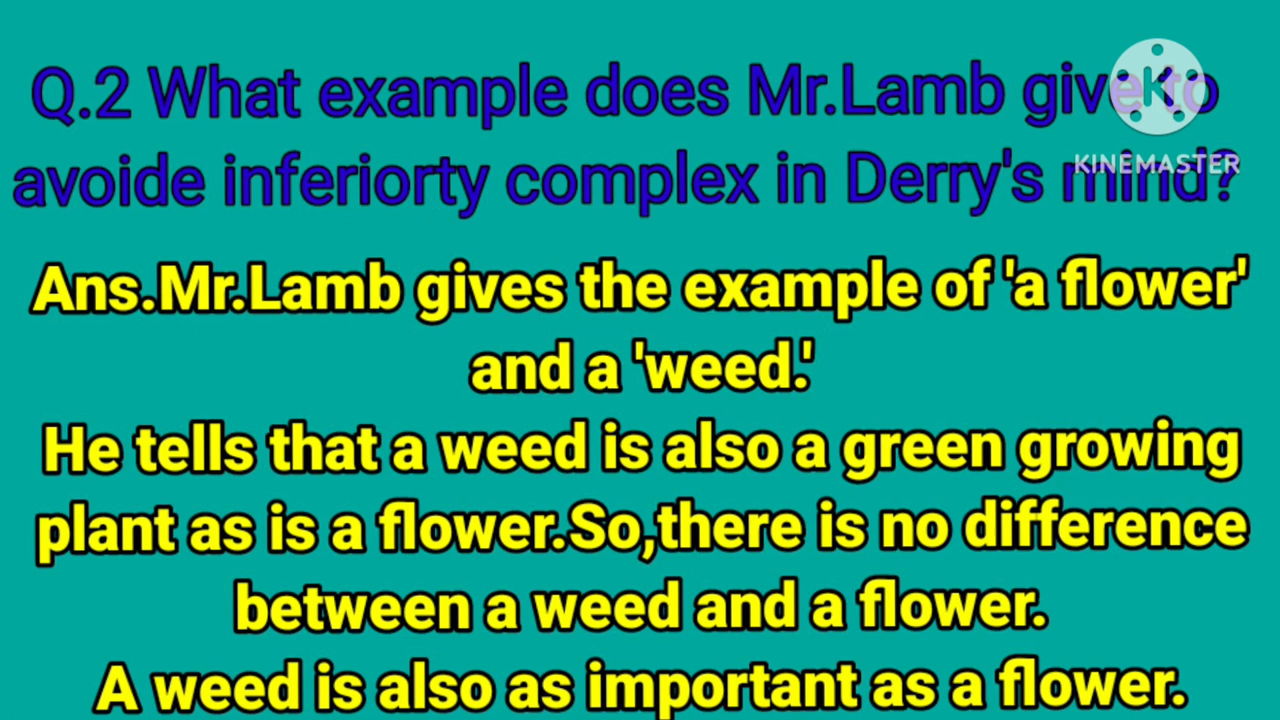 Q.2 What example does Mr.Lamb give to
KINEMASTER
avoide inferiorty complex in Derry's mind?
Ans.Mr.Lamb gives the example of 'a flower'
and a 'weed.'
He tells that a weed is also a green growing
plant as is a flower.So,there is no difference
between a weed and a flower.
A weed is also as important as a flower.